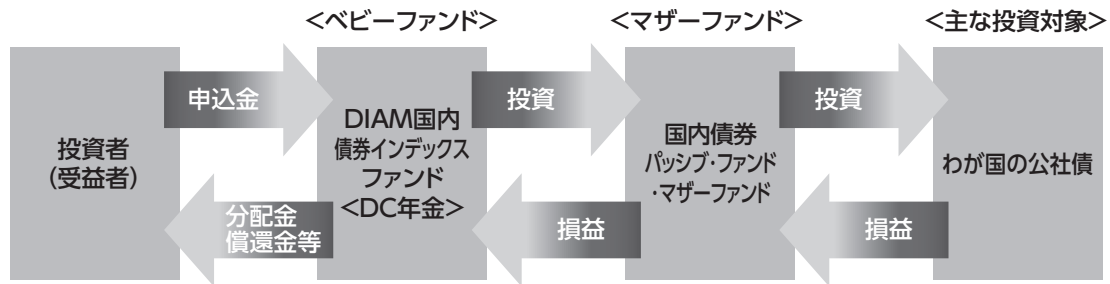 <ベビーファンド>
<マザーファンド>
<主な投資対象>
投資者
(受益者)
申込金
分配金
償還金等
DIAM国内
債券インデックス
ファンド
<DC年金>
投資
損益
国内債券
パッシブ・ファンド
・マザーファンド
投資
損益
わが国の公社債